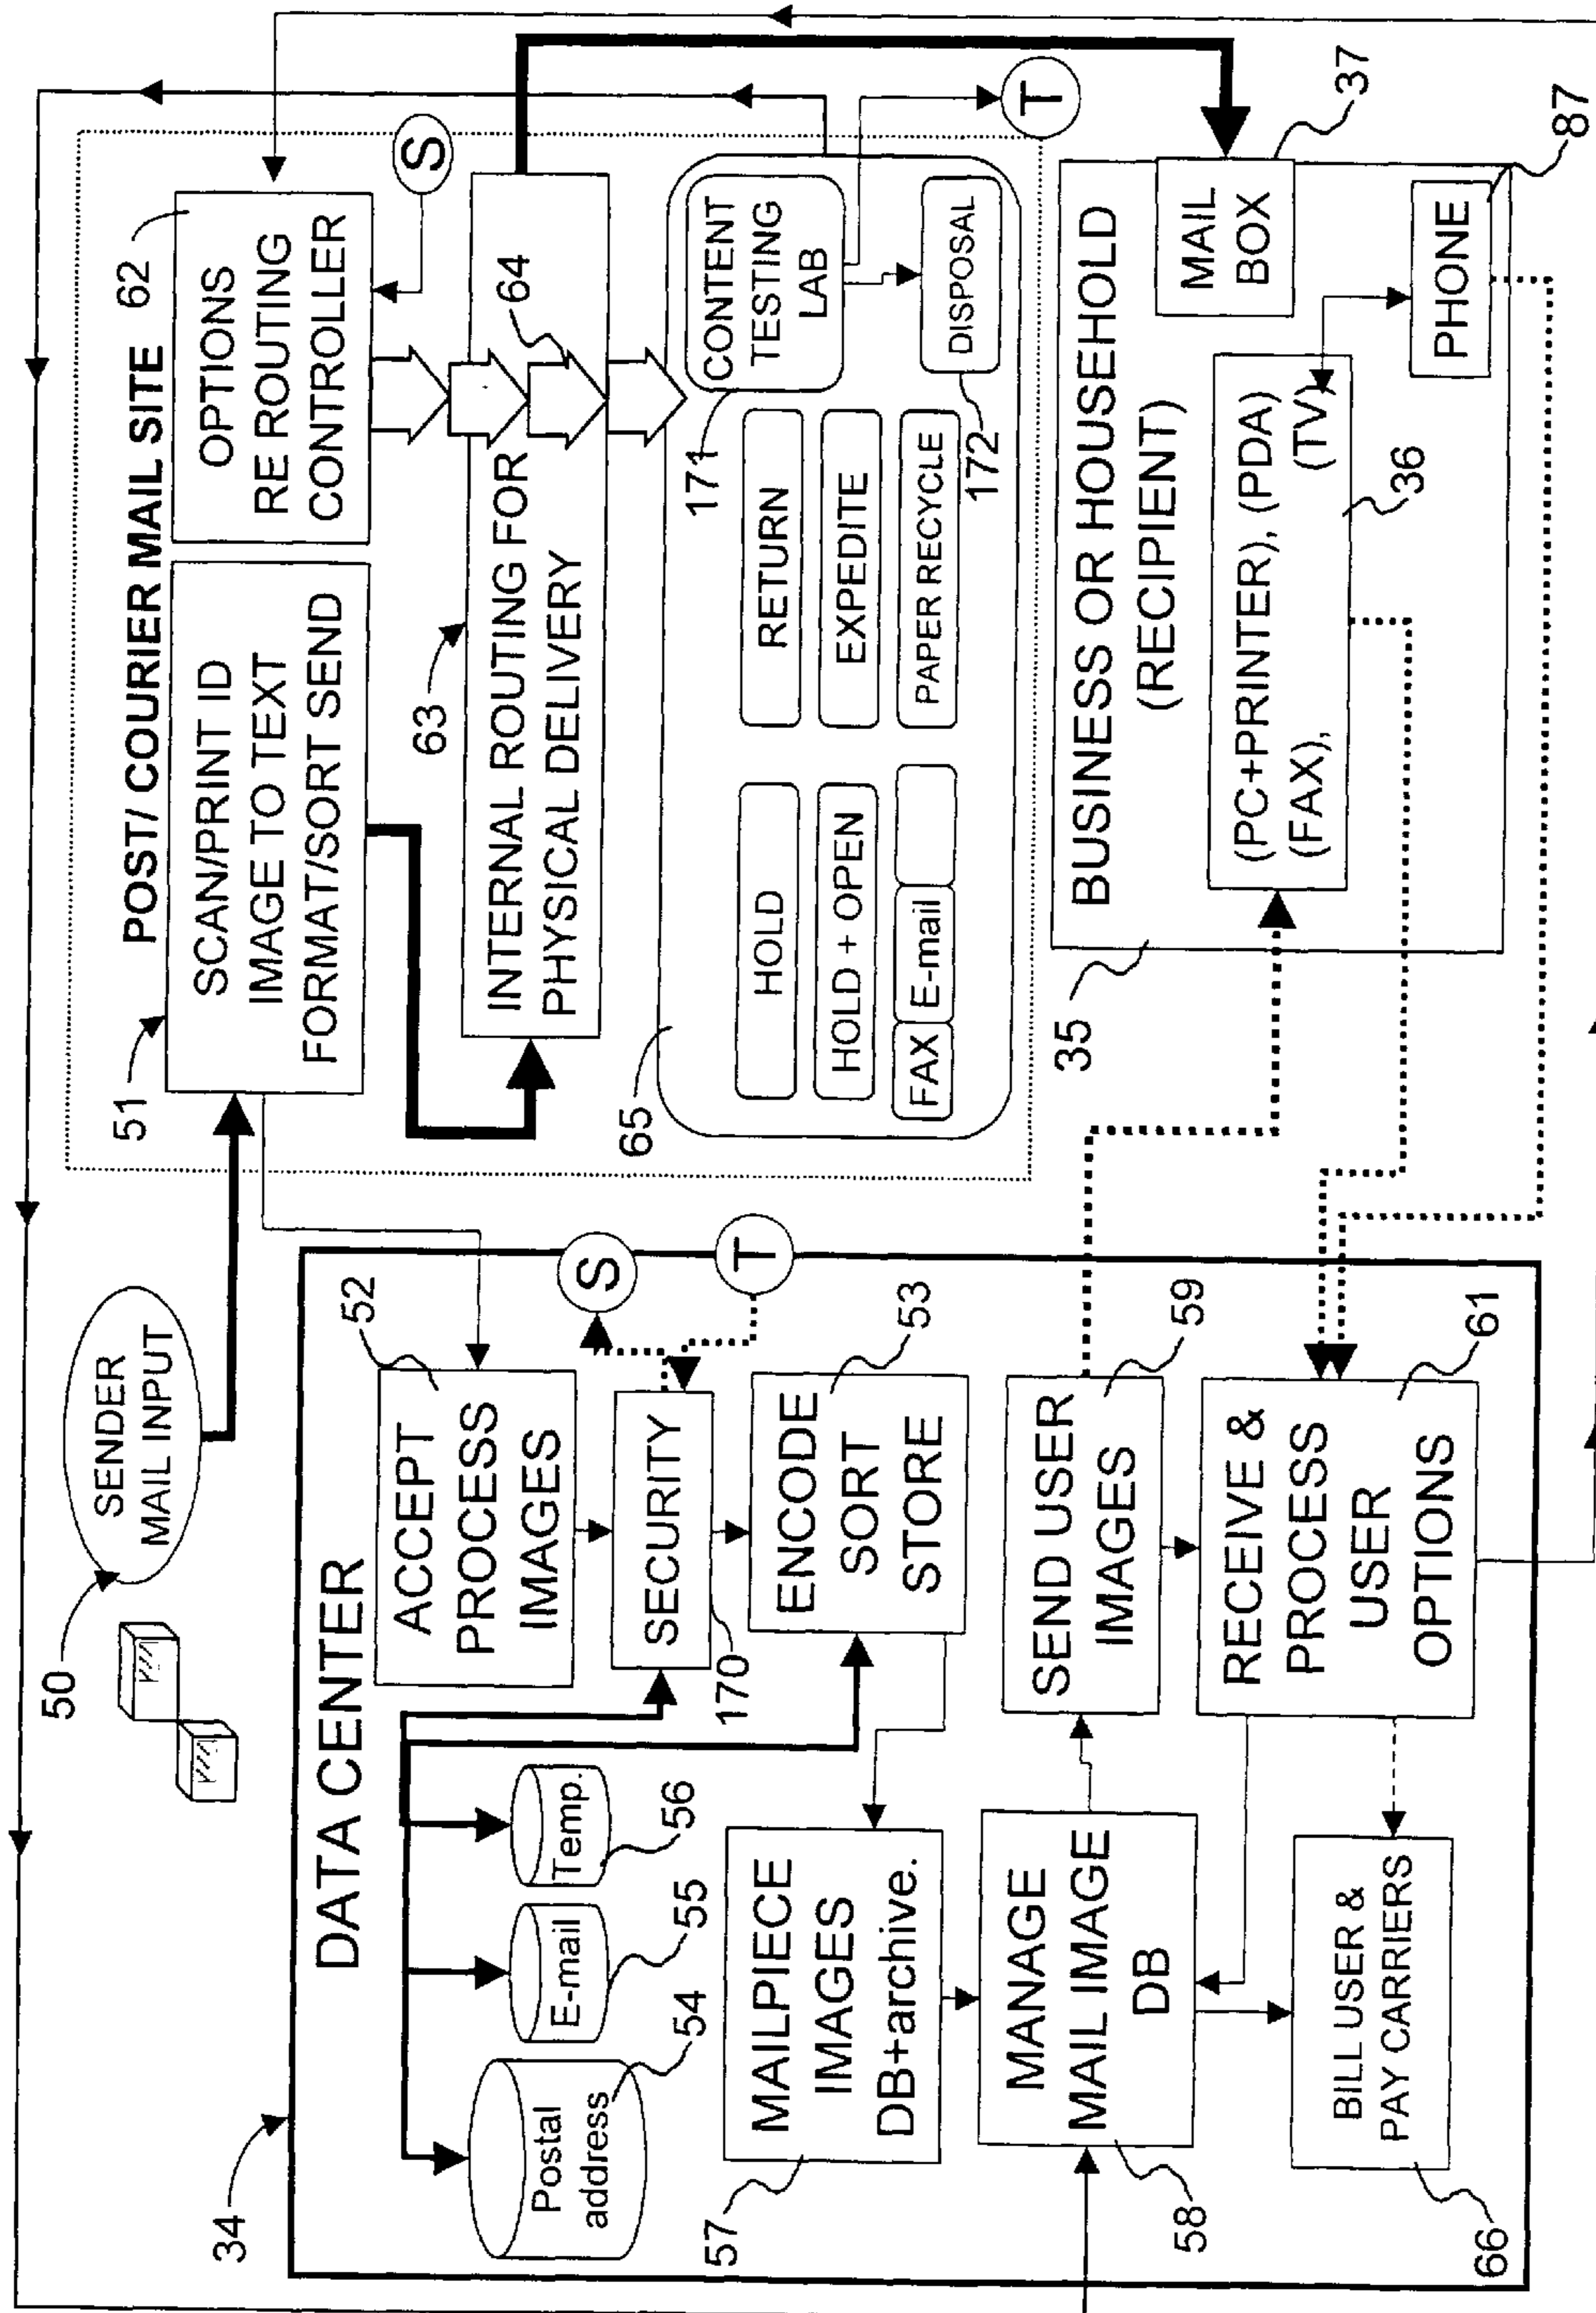 50
SENDER
MAIL INPUT
34
DATA CENTER
Postal
address
54
E-mail
55
Temp.
56
ACCEPT
PROCESS
IMAGES
52
SECURITY
170
S
T
ENCODE
SORT
STORE
53
MAILPIECE
IMAGES
DB+archive.
57
MANAGE
MAIL IMAGE
DB
58
SEND USER
IMAGES
59
RECEIVE &
PROCESS
USER
OPTIONS
61
BILL USER &
PAY CARRIERS
66
POST/ COURIER MAIL SITE
51
SCAN/PRINT ID
IMAGE TO TEXT
FORMAT/SORT SEND
62
OPTIONS
RE ROUTING
CONTROLLER
S
63
INTERNAL ROUTING FOR
PHYSICAL DELIVERY
64
65
HOLD
RETURN
HOLD + OPEN
EXPEDITE
FAX
E-mail
PAPER RECYCLE
171
CONTENT
TESTING
LAB
DISPOSAL
172
T
35
BUSINESS OR HOUSEHOLD
(RECIPIENT)
MAIL
BOX
37
(PC+PRINTER), (PDA)
(FAX),
(TV)
36
PHONE
87